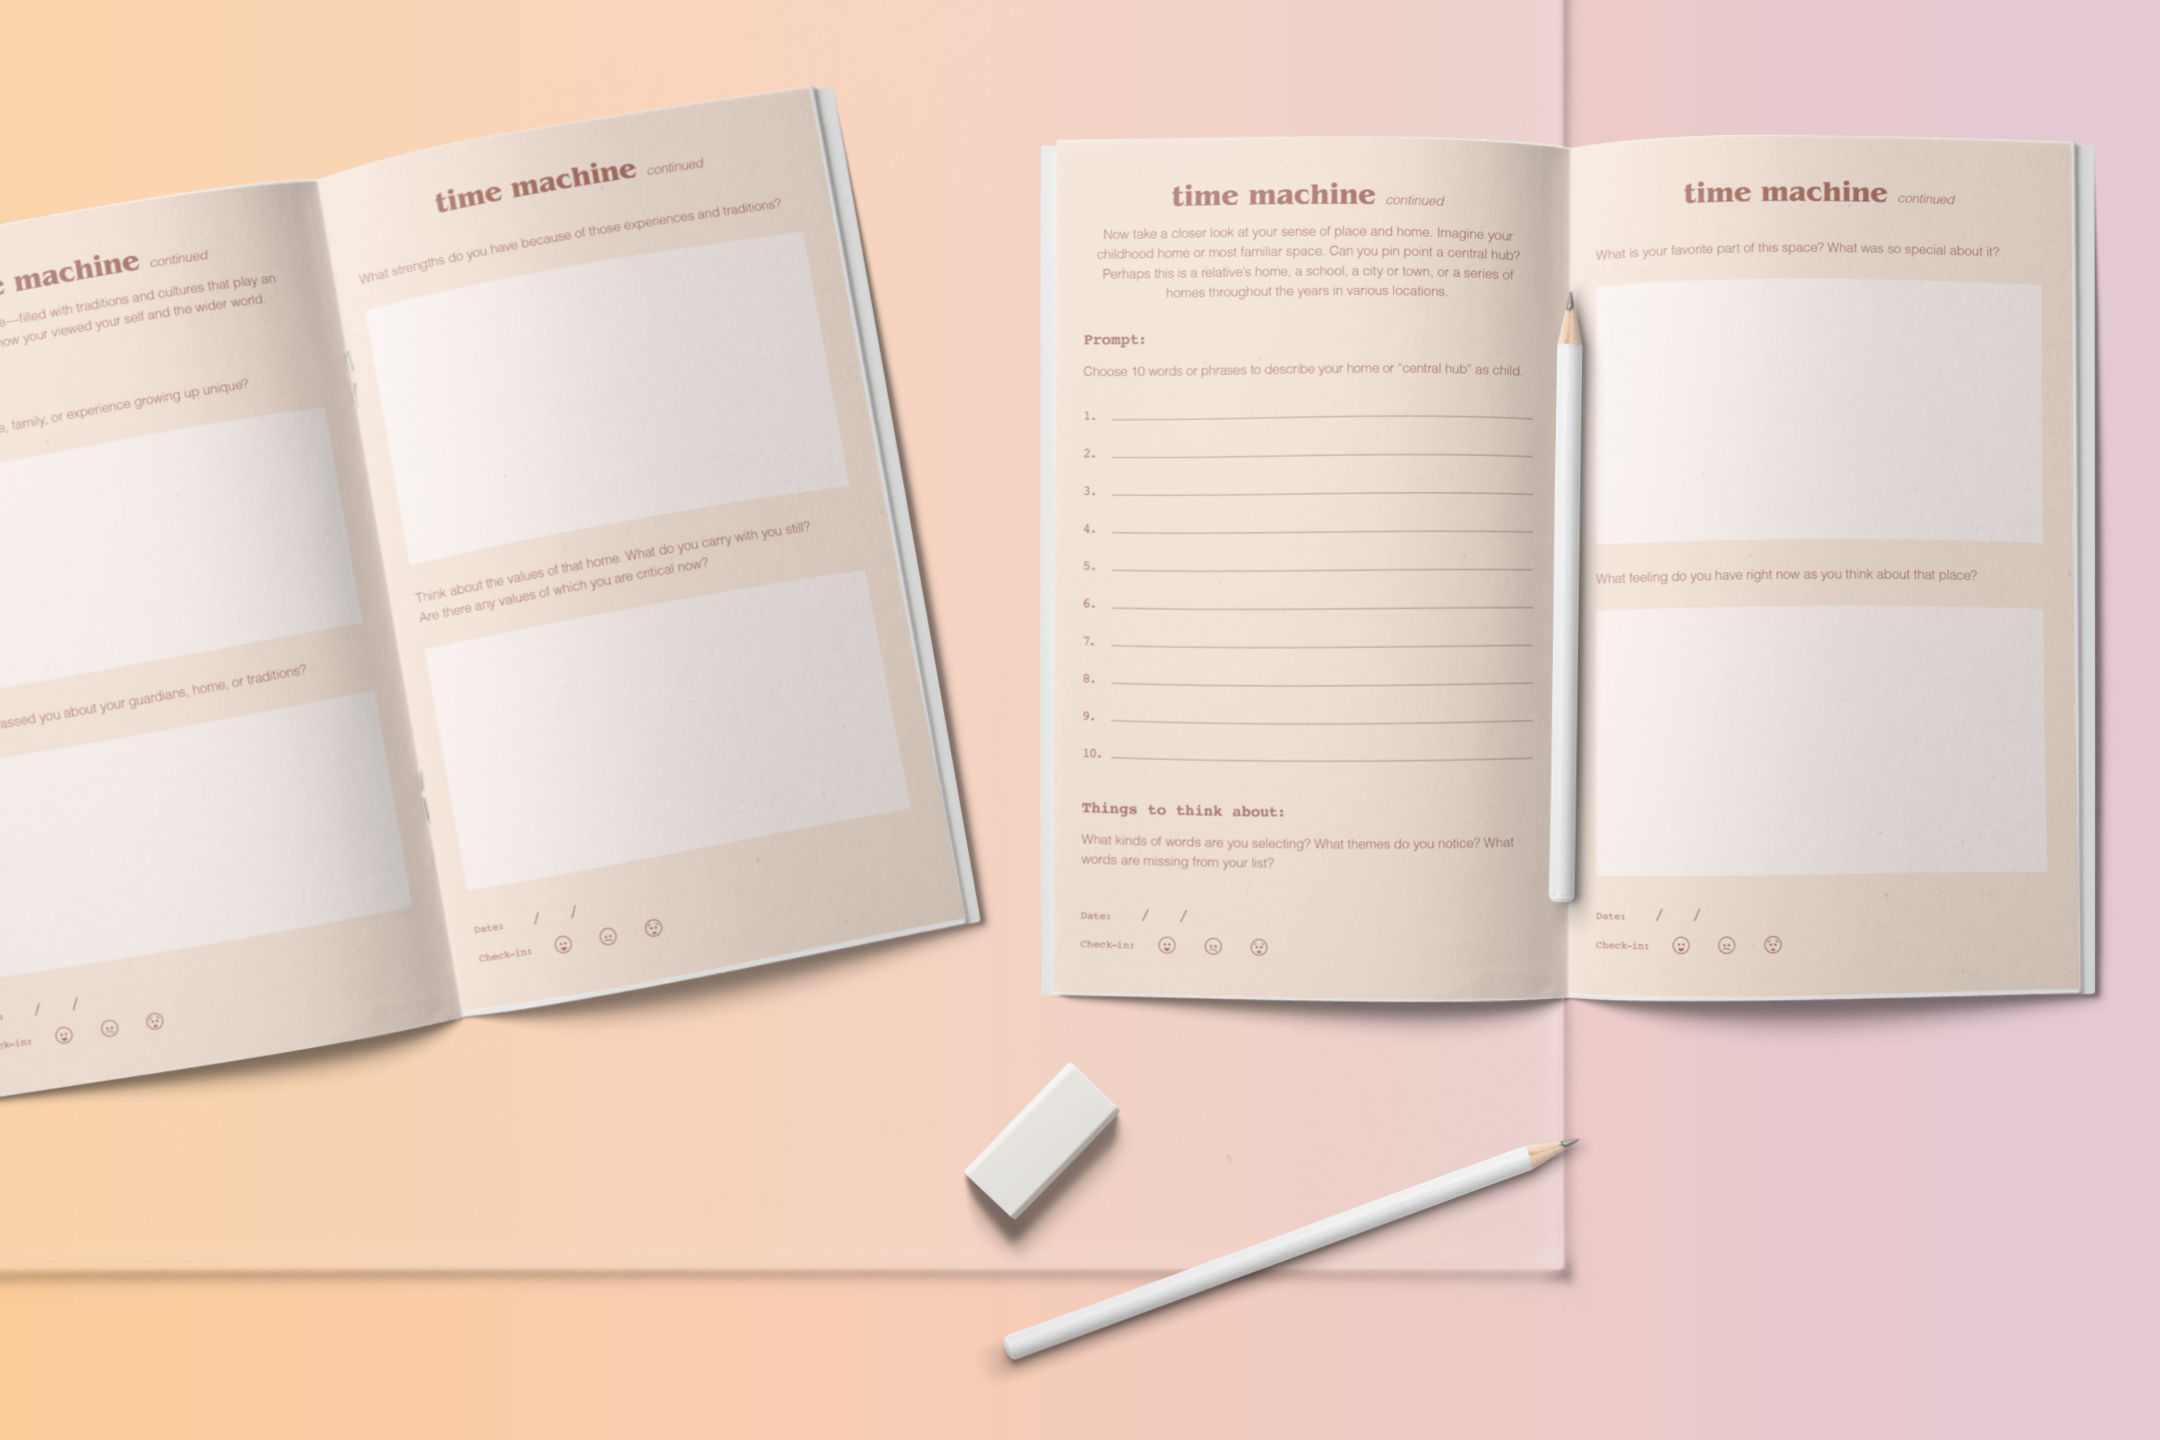 machine continued
—filled with traditions and cultures that play an
your viewed your self and the wider world.
family, or experience growing up unique?
you about your guardians, home, or traditions?
/ /
time machine continued
What strengths do you have because of those experiences and traditions?
Think about the values of that home. What do you carry with you still?
Are there any values of which you are critical now?
Date: / /
Check-in:
time machine continued
Now take a closer look at your sense of place and home. Imagine your
childhood home or most familiar space. Can you pin point a central hub?
Perhaps this is a relative's home, a school, a city or town, or a series of
homes throughout the years in various locations.
Prompt:
Choose 10 words or phrases to describe your home or "central hub" as child.
1.
2.
3.
4.
5.
6.
7.
8.
9.
10.
Things to think about:
What kinds of words are you selecting? What themes do you notice? What
words are missing from your list?
Date: / /
Check-in:
time machine continued
What is your favorite part of this space? What was so special about it?
What feeling do you have right now as you think about that place?
Date: / /
Check-in: